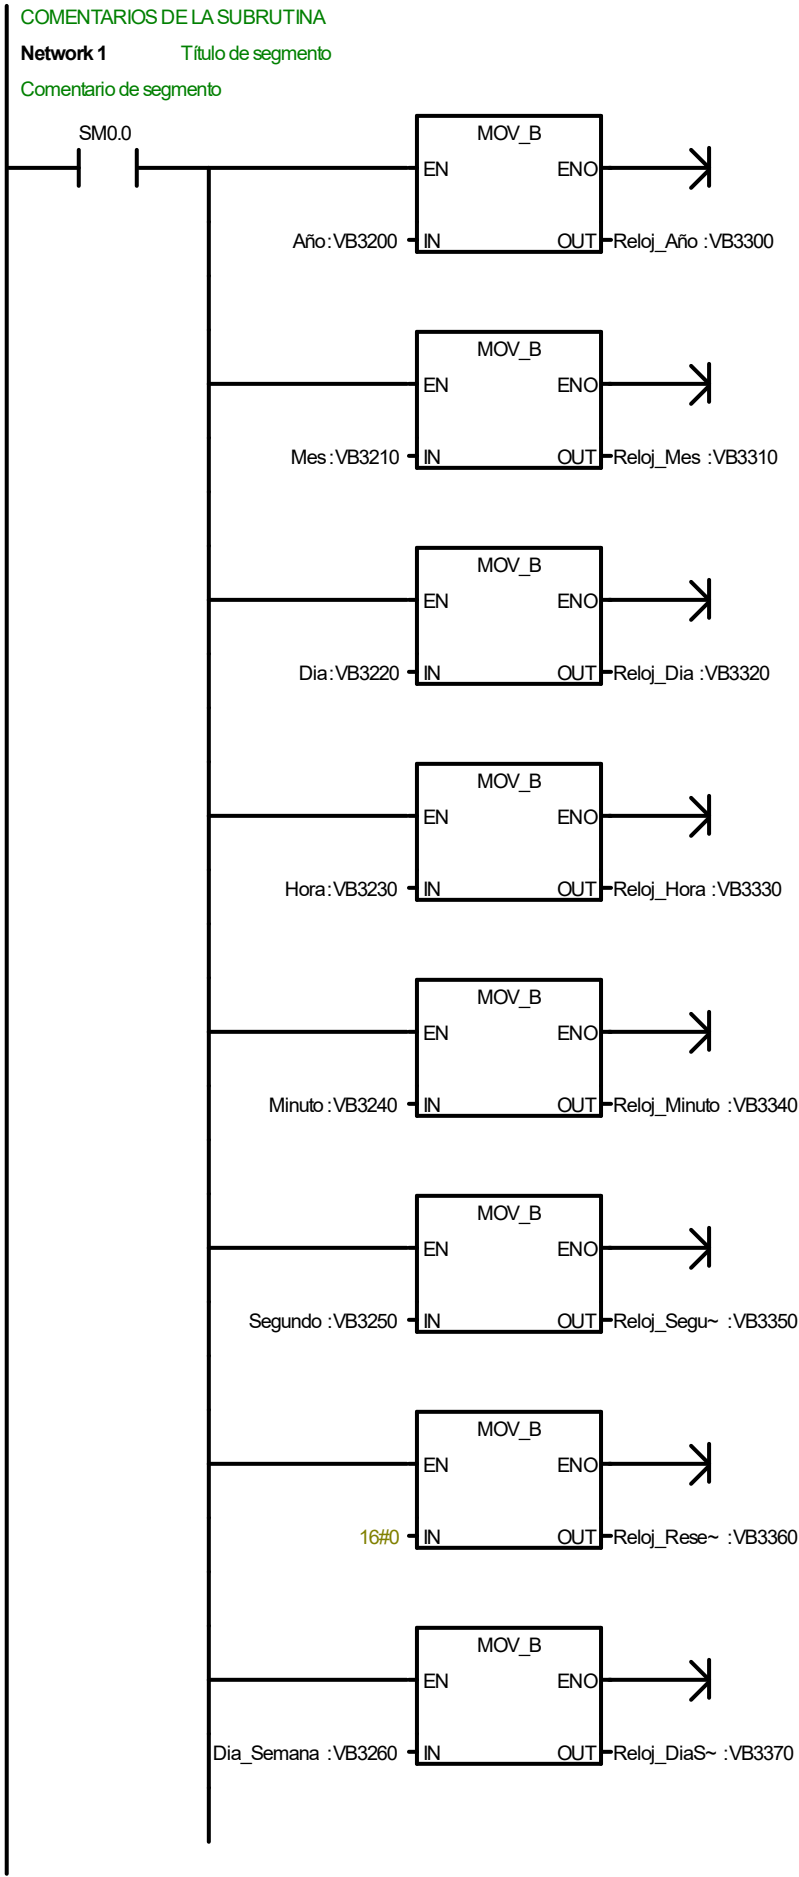 COMENTARIOS DE LA SUBRUTINA
Network 1 Título de segmento
Comentario de segmento
SM0.0
MOV_B
EN ENO
Año:VB3200 IN OUT Reloj_Año :VB3300
MOV_B
EN ENO
Mes:VB3210 IN OUT Reloj_Mes :VB3310
MOV_B
EN ENO
Dia:VB3220 IN OUT Reloj_Dia :VB3320
MOV_B
EN ENO
Hora:VB3230 IN OUT Reloj_Hora :VB3330
MOV_B
EN ENO
Minuto:VB3240 IN OUT Reloj_Minuto :VB3340
MOV_B
EN ENO
Segundo :VB3250 IN OUT Reloj_Segu~ :VB3350
MOV_B
EN ENO
16#0 IN OUT Reloj_Rese~ :VB3360
MOV_B
EN ENO
Dia_Semana :VB3260 IN OUT Reloj_DiaS~ :VB3370